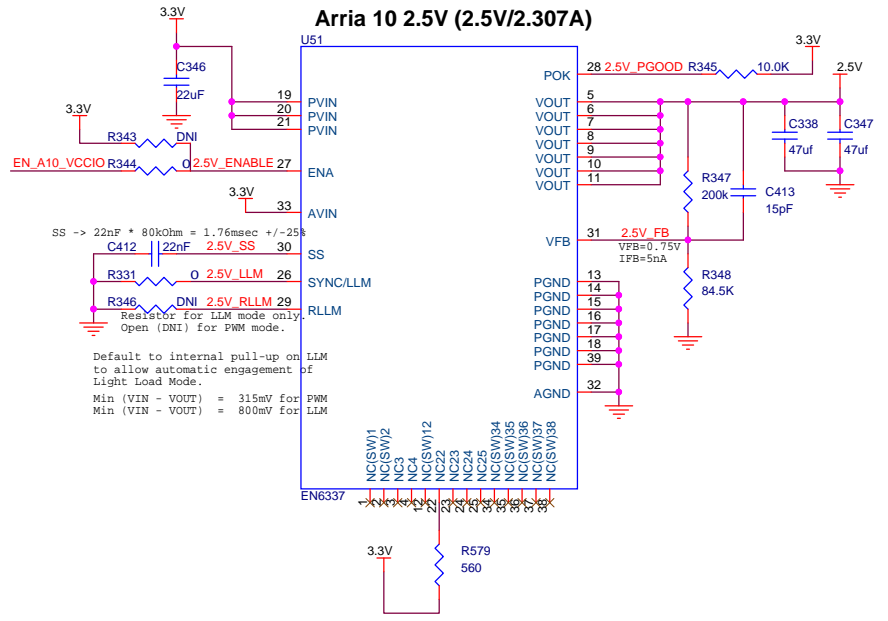 Arria 10 2.5V (2.5V/2.307A)
3.3V
U51
3.3V
C346
22uF
28 2.5V_PGOOD R345 10.0K
POK
2.5V
19 PVIN
20 PVIN
21 PVIN
5 VOUT
6 VOUT
7 VOUT
8 VOUT
9 VOUT
10 VOUT
11 VOUT
C338
47uf
C347
47uf
3.3V
R343 DNI
EN_A10_VCCIO R344 0 2.5V_ENABLE 27 ENA
R347
200k
C413
15pF
3.3V
33 AVIN
SS -> 22nF * 80kOhm = 1.76msec +/-25%
C412 22nF 2.5V_SS 30 SS
31 2.5V_FB
VFB
VFB=0.75V
IFB=5nA
R331 0 2.5V_LLM 26 SYNC/LLM
R346 DNI 2.5V_RLLM 29 RLLM
Resistor for LLM mode only.
Open (DNI) for PWM mode.
R348
84.5K
13 PGND
14 PGND
15 PGND
16 PGND
17 PGND
18 PGND
39 PGND
32 AGND
Default to internal pull-up on LLM
to allow automatic engagement of
Light Load Mode.
Min (VIN - VOUT) = 315mV for PWM
Min (VIN - VOUT) = 800mV for LLM
NC(SW)1
NC(SW)2
NC3
NC4
NC(SW)12
NC22
NC23
NC24
NC25
NC(SW)34
NC(SW)35
NC(SW)36
NC(SW)37
NC(SW)38
EN6337
1 2 3 4 12 22 23 24 25 34 35 36 37 38
3.3V
R579
560